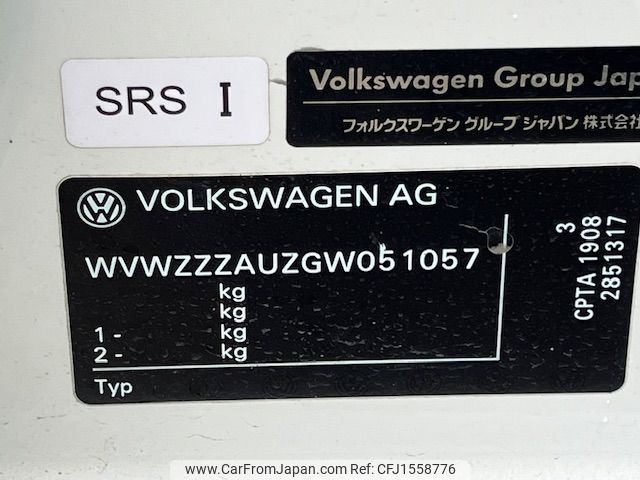 SRS I
Volkswagen Group Jap
フォルクスワーゲン グループ ジャパン 株式会社
VOLKSWAGEN AG
WVWZZZAUZGW051057
kg
kg
1 - kg
2 - kg
Typ
3
CPTA 1908
2851317
www.CarFromJapan.com | Ref:CFJ1558776